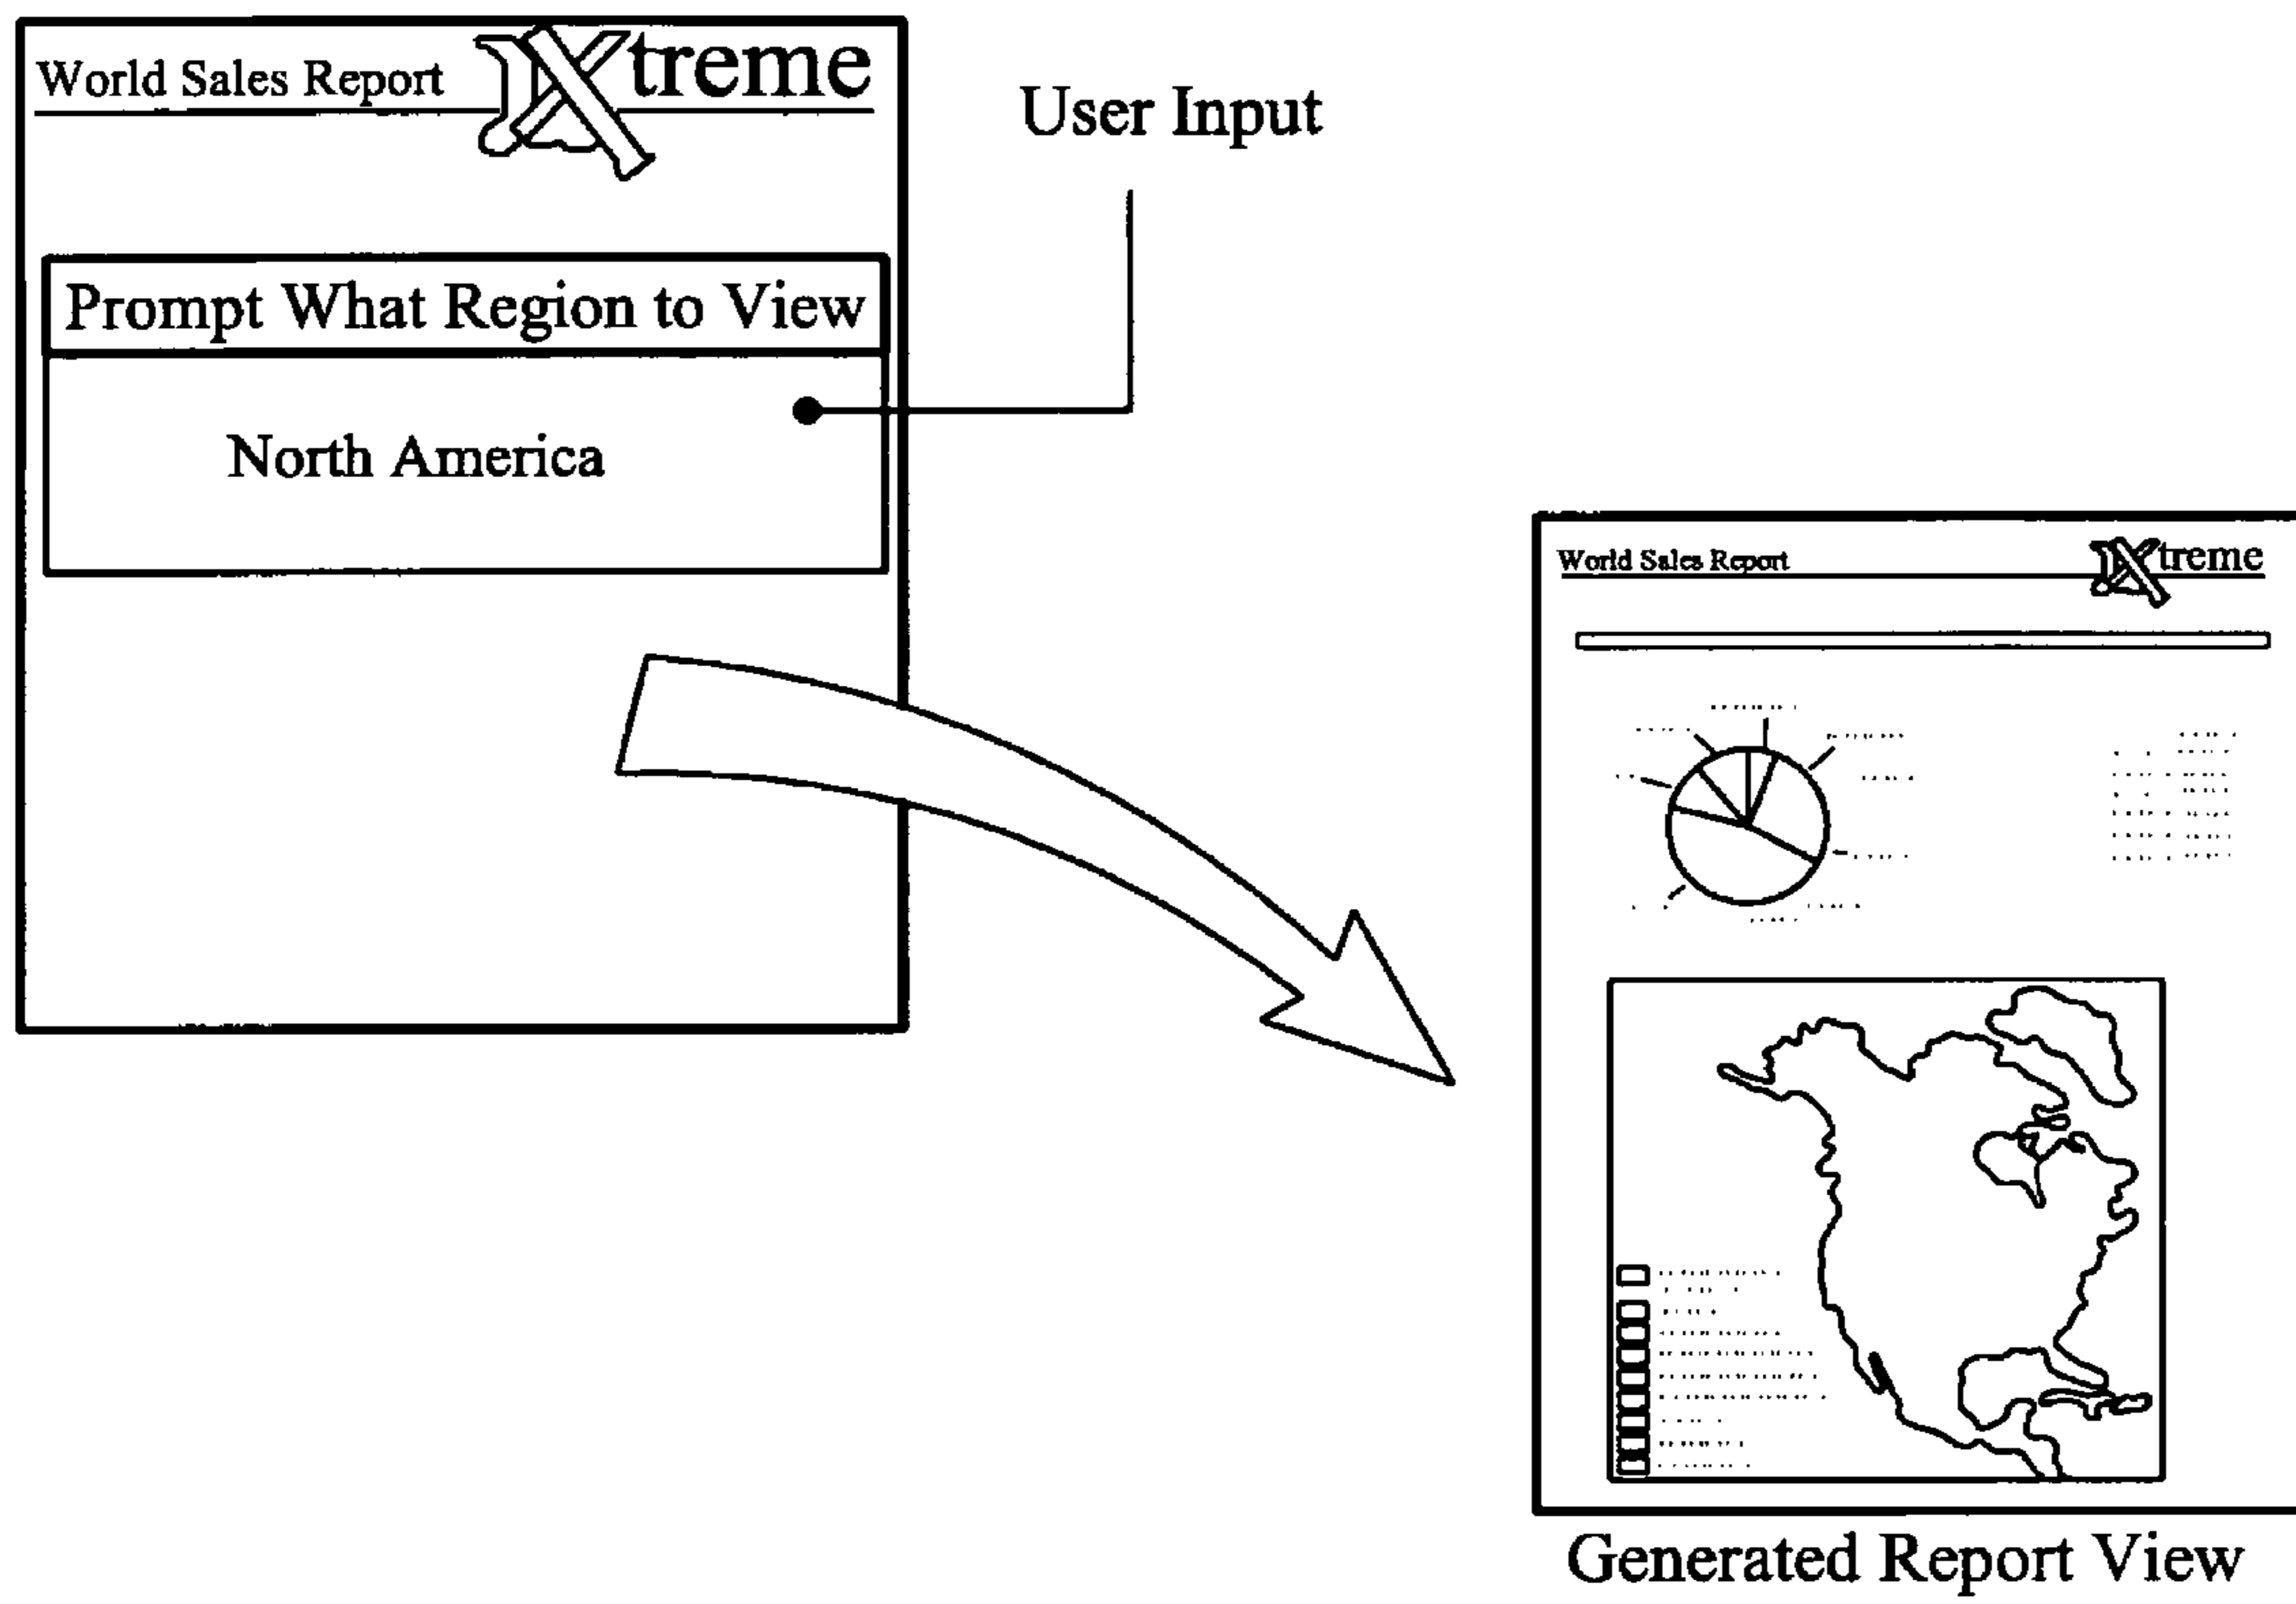 World Sales Report Xtreme
User Input
Prompt What Region to View
North America
World Sales Report Xtreme
Generated Report View